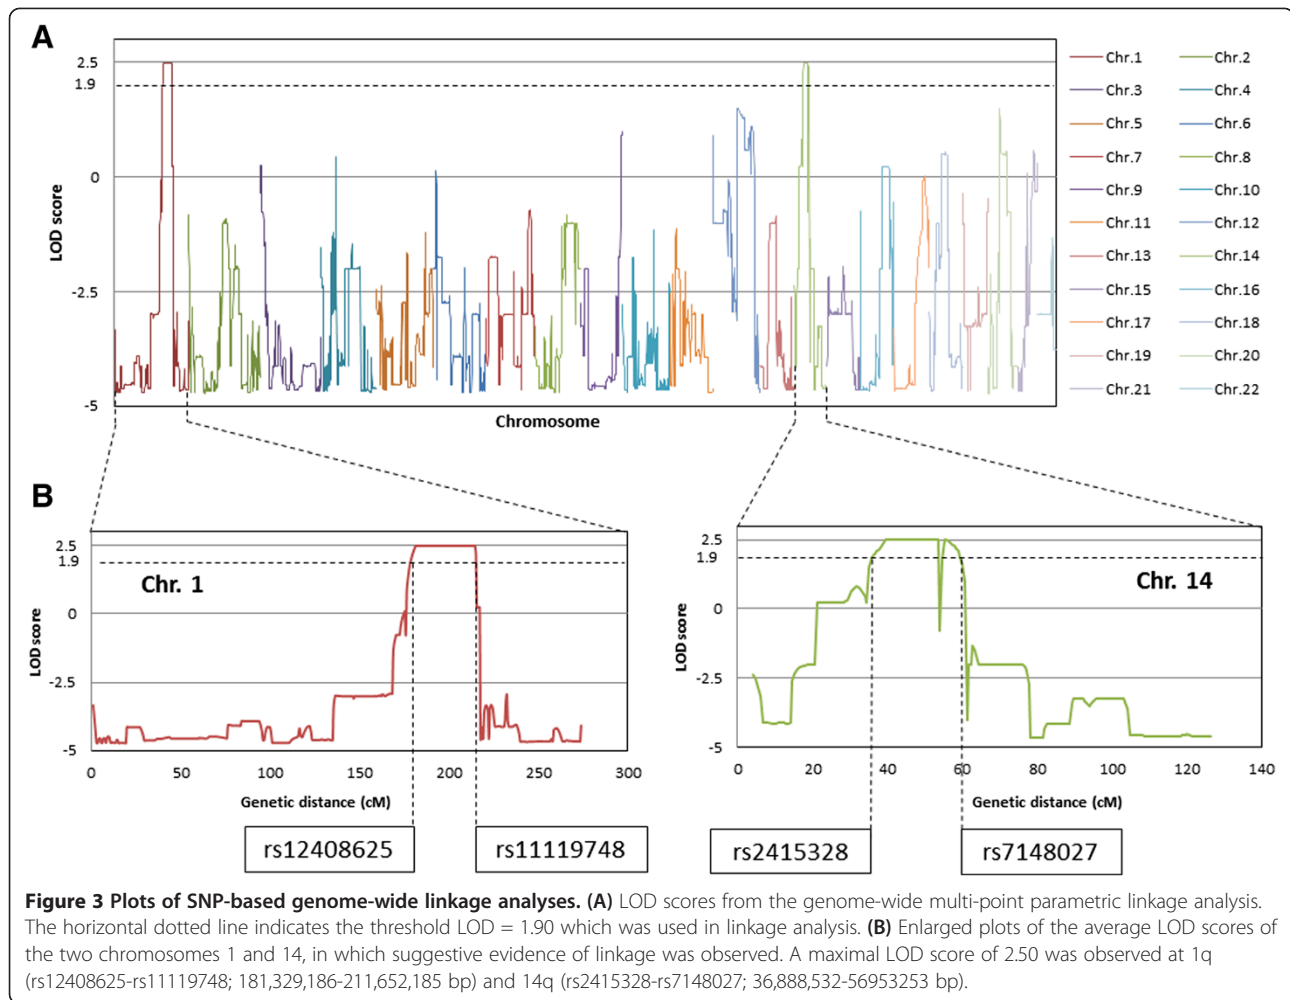 A
2.5
1.9
0
-2.5
-5
LOD score
Chromosome
Chr.1 Chr.2
Chr.3 Chr.4
Chr.5 Chr.6
Chr.7 Chr.8
Chr.9 Chr.10
Chr.11 Chr.12
Chr.13 Chr.14
Chr.15 Chr.16
Chr.17 Chr.18
Chr.19 Chr.20
Chr.21 Chr.22
B
2.5
1.9
0
-2.5
-5
LOD score
Chr. 1
0 50 100 150 200 250 300
Genetic distance (cM)
rs12408625
rs11119748
2.5
1.9
0
-2.5
-5
LOD score
Chr. 14
0 20 40 60 80 100 120 140
Genetic distance (cM)
rs2415328
rs7148027
Figure 3 Plots of SNP-based genome-wide linkage analyses. (A) LOD scores from the genome-wide multi-point parametric linkage analysis.
The horizontal dotted line indicates the threshold LOD = 1.90 which was used in linkage analysis. (B) Enlarged plots of the average LOD scores of
the two chromosomes 1 and 14, in which suggestive evidence of linkage was observed. A maximal LOD score of 2.50 was observed at 1q
(rs12408625-rs11119748; 181,329,186-211,652,185 bp) and 14q (rs2415328-rs7148027; 36,888,532-56953253 bp).